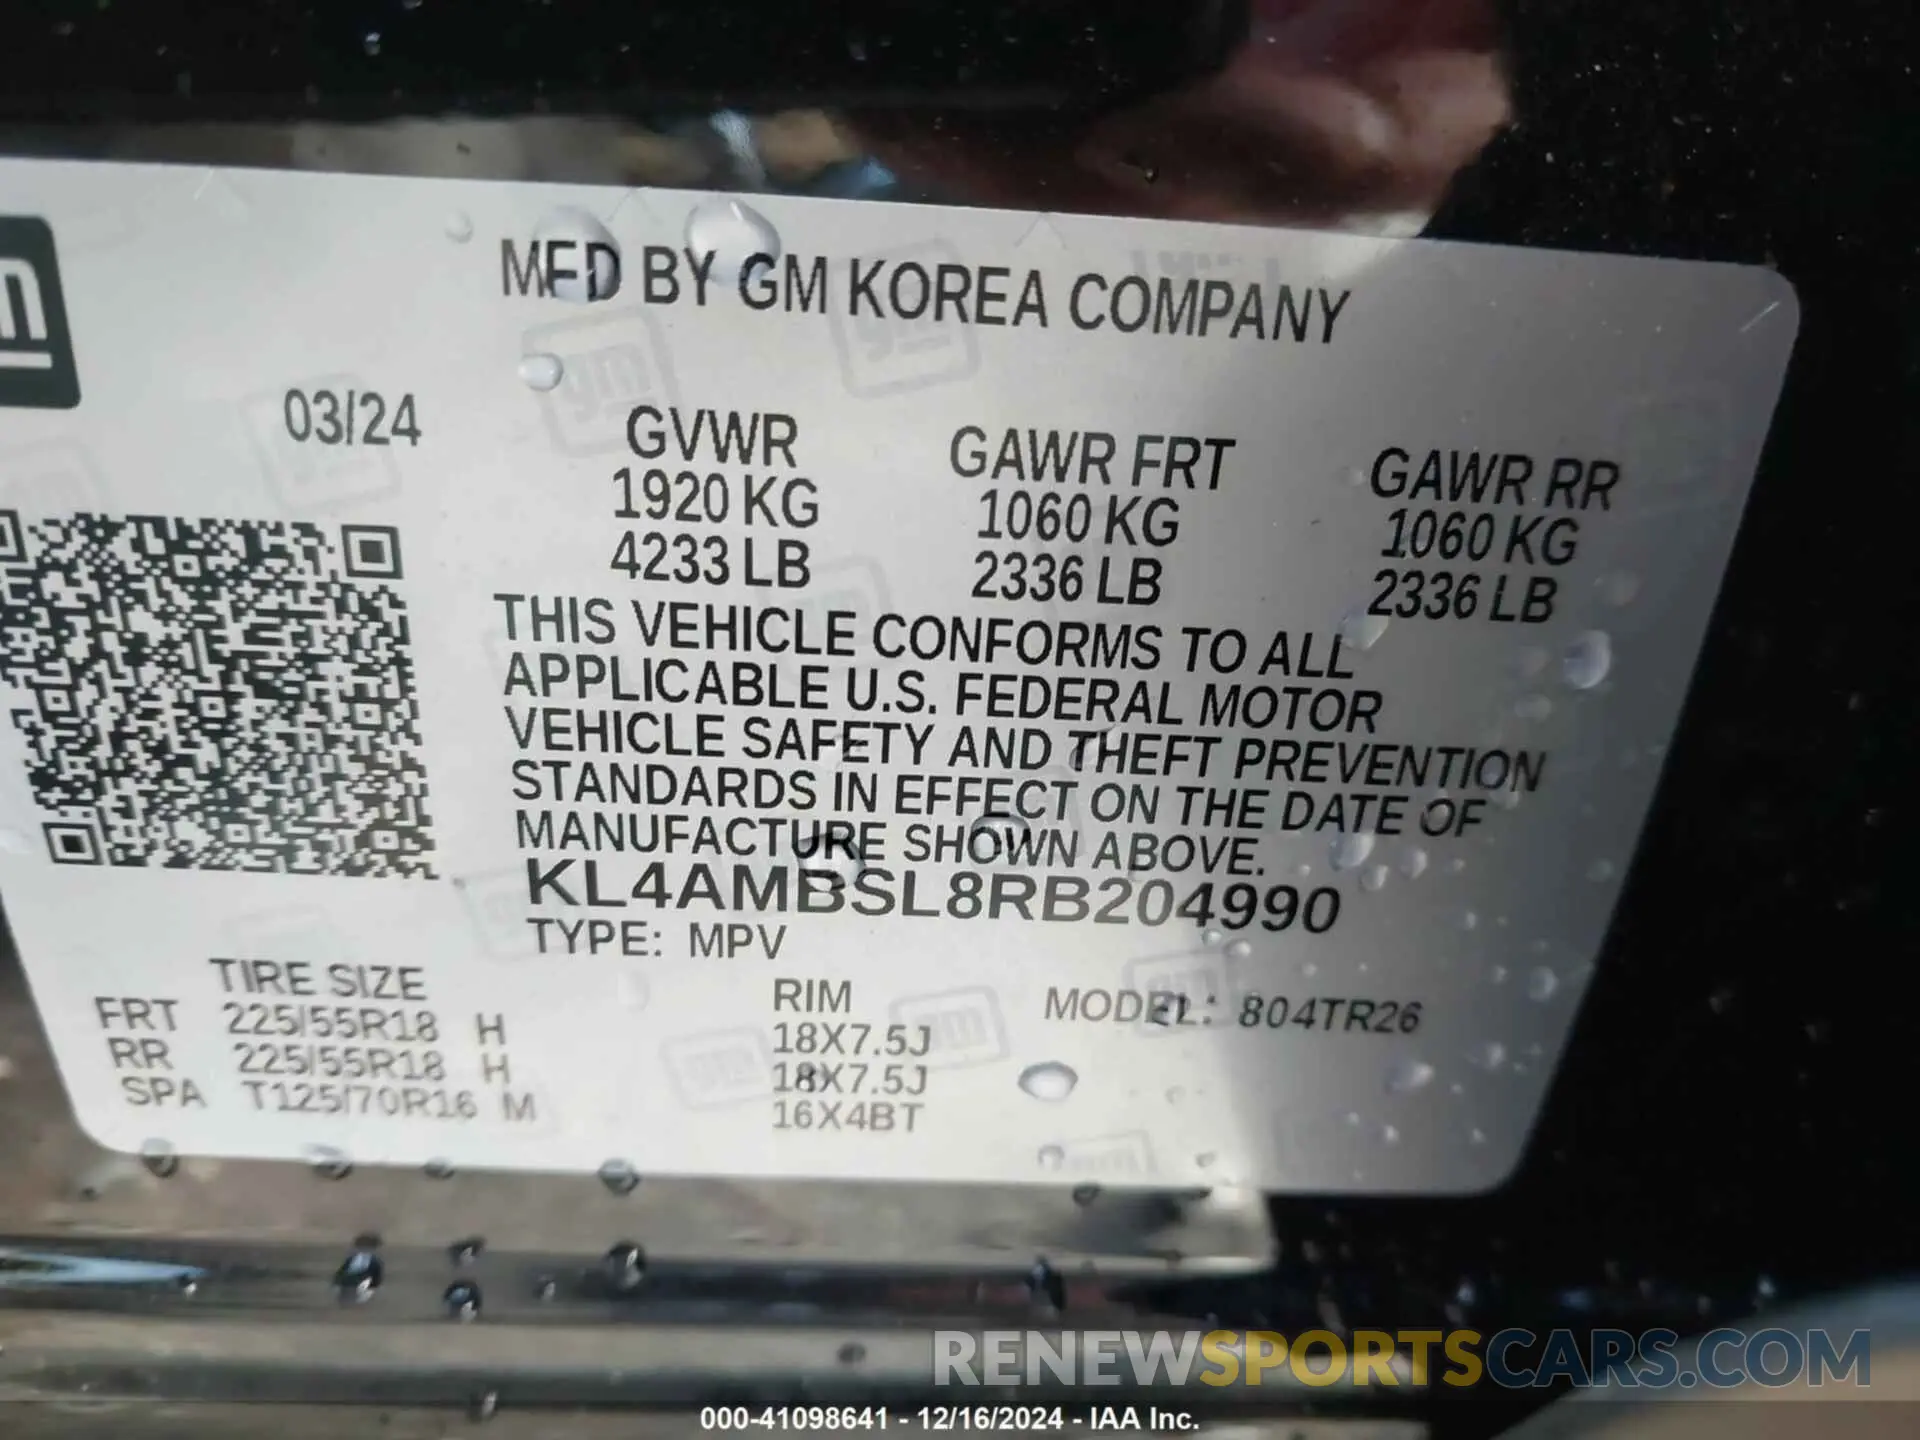 MFD BY GM KOREA COMPANY
03/24
GVWR GAWR FRT GAWR RR
1920 KG 1060 KG 1060 KG
4233 LB 2336 LB 2336 LB
THIS VEHICLE CONFORMS TO ALL
APPLICABLE U.S. FEDERAL MOTOR
VEHICLE SAFETY AND THEFT PREVENTION
STANDARDS IN EFFECT ON THE DATE OF
MANUFACTURE SHOWN ABOVE.
KL4AMBSL8RB204990
TYPE: MPV
TIRE SIZE RIM MODEL: 804TR26
FRT 225/55R18 H 18X7.5J
RR 225/55R18 H 18X7.5J
SPA T125/70R16 M 16X4BT
RENEWSPORTSCARS.COM
000-41098641 - 12/16/2024 - IAA Inc.